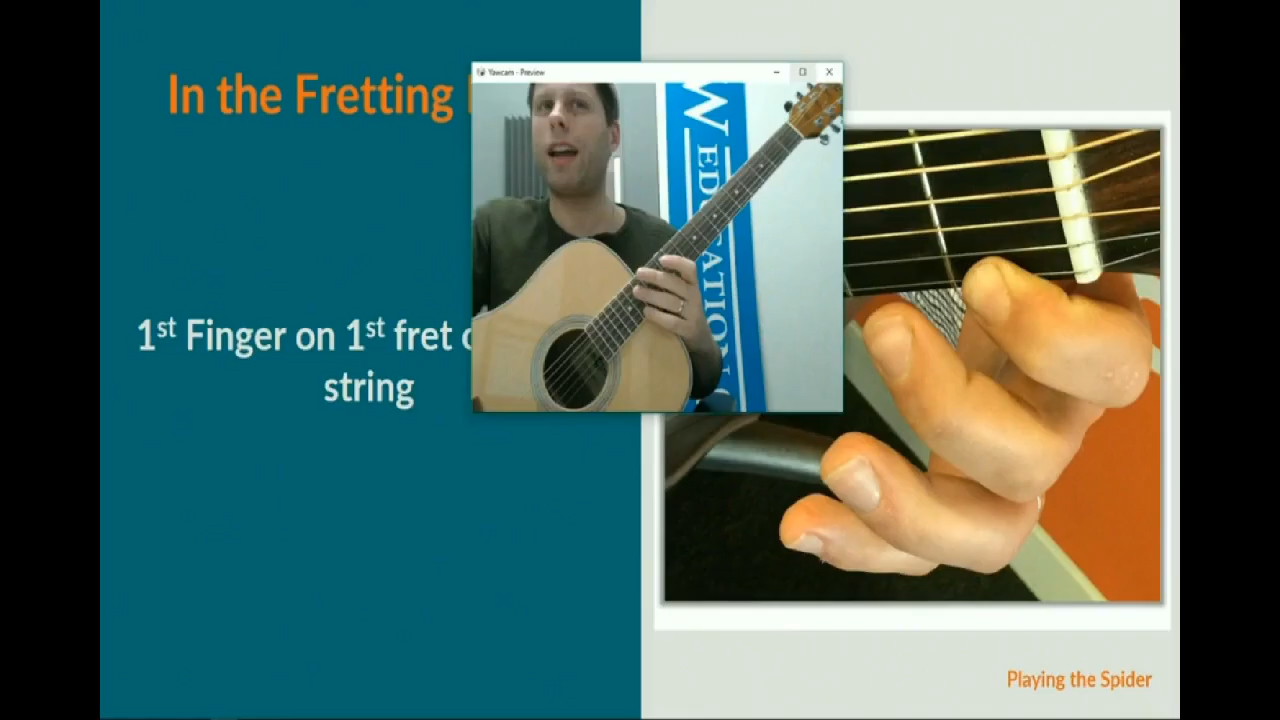 In the Fretting
Yawcam - Preview
W EDUCATION
1st Finger on 1st fret
string
Playing the Spider